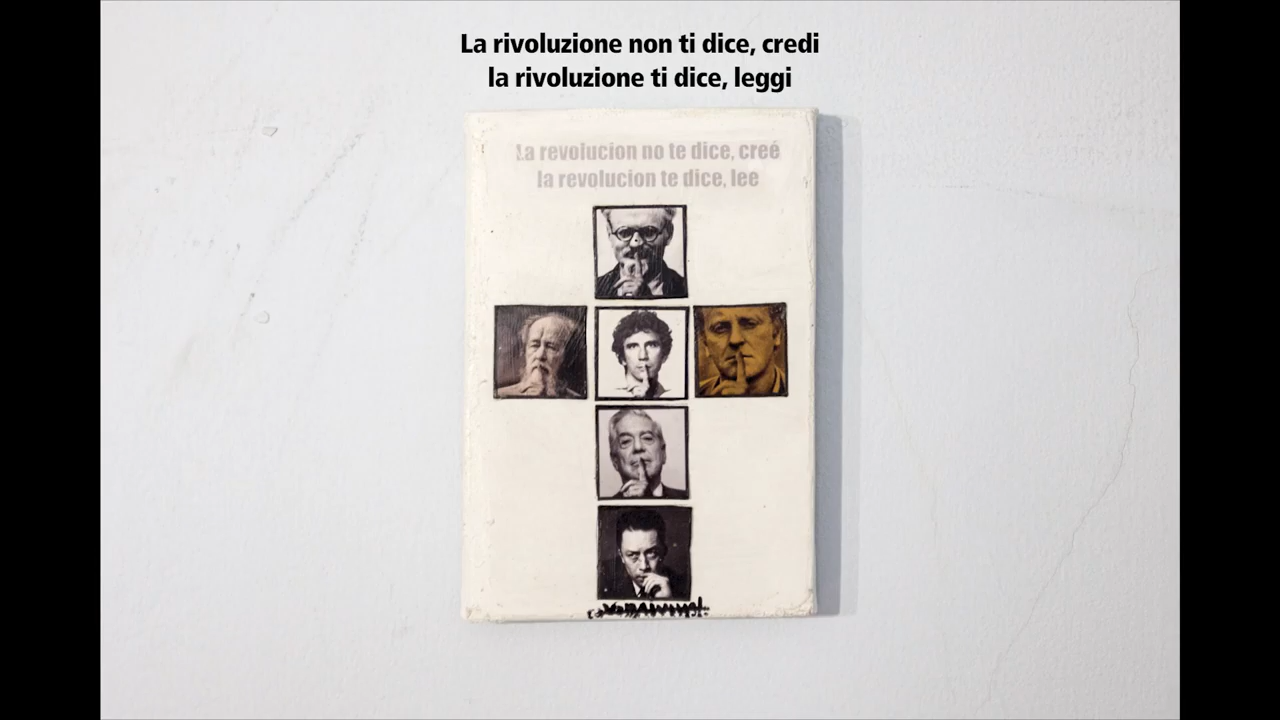 La rivoluzione non ti dice, credi
la rivoluzione ti dice, leggi
La revolucion no te dice, creé
la revolucion te dice, lee